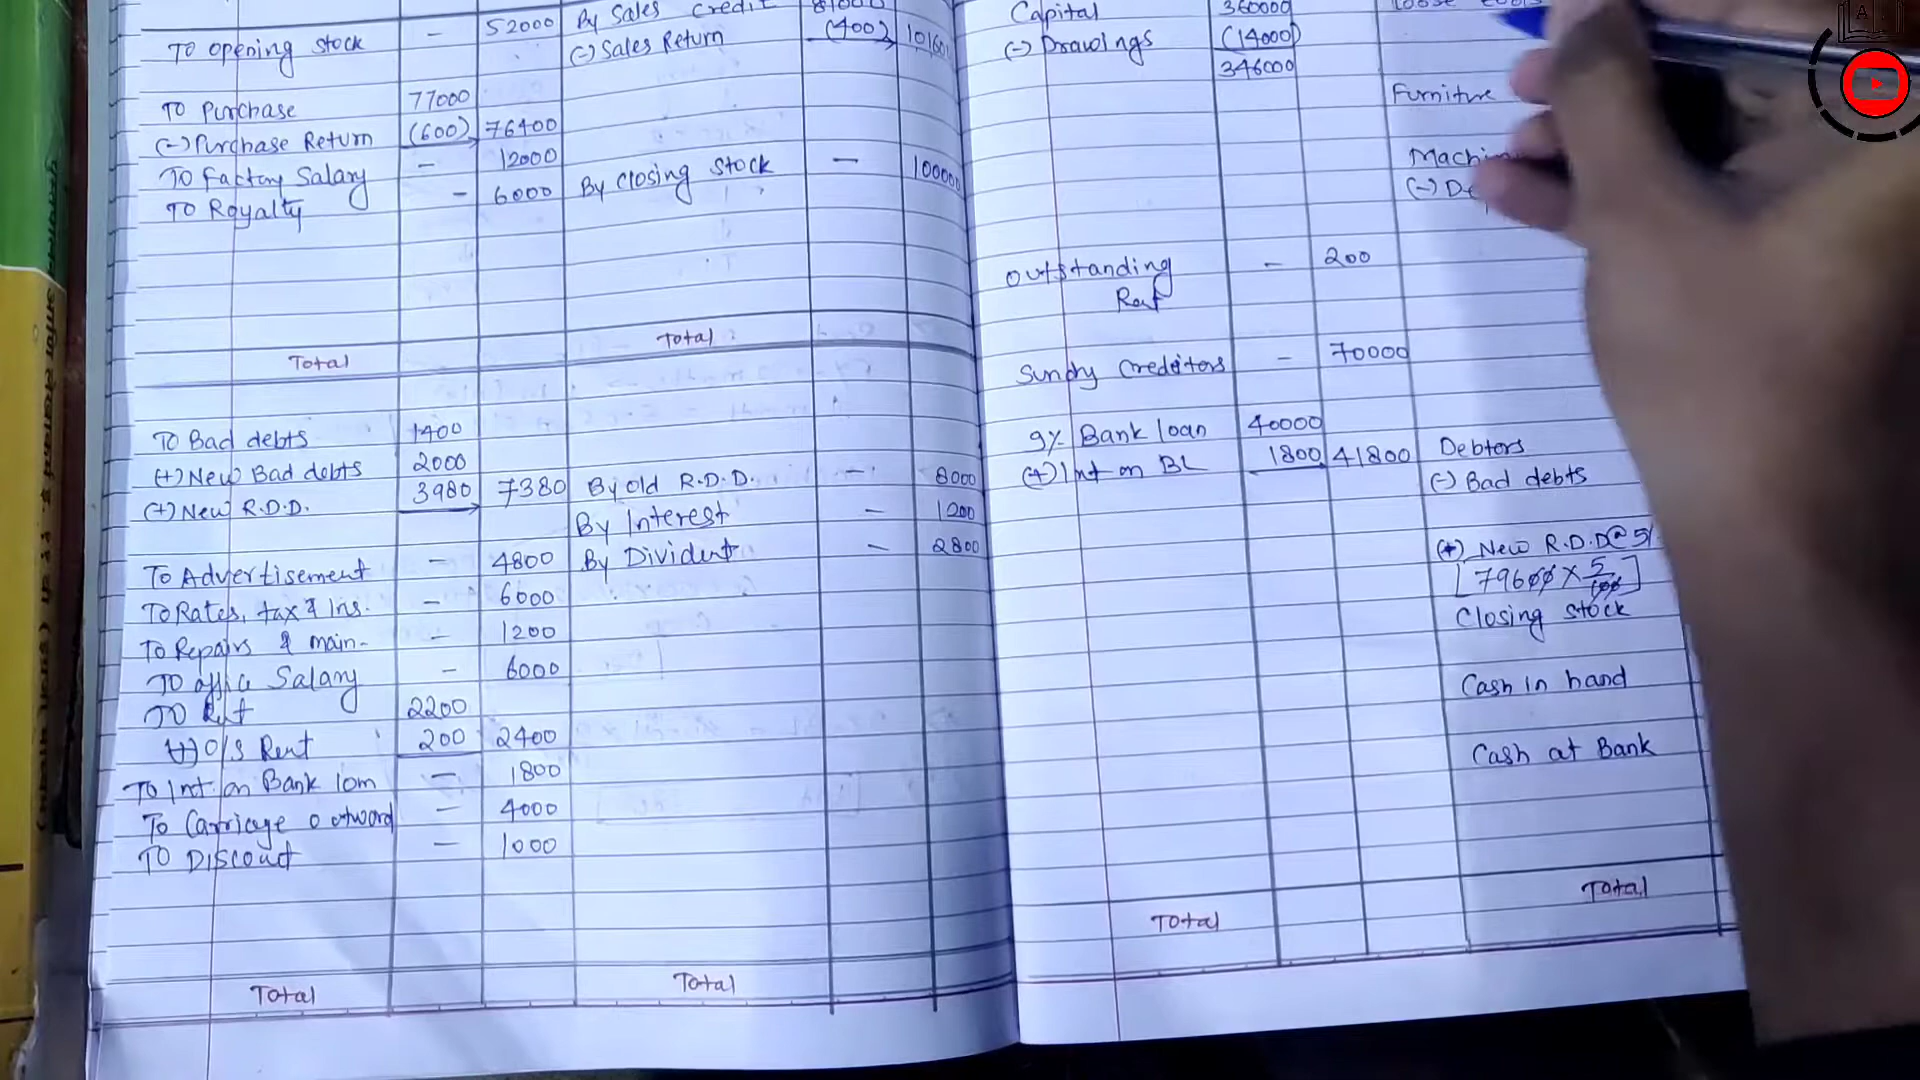 52000 By Sales Credit
To opening stock - (-) Sales Return (400)
To Purchase 77000
(-) Purchase Return (600) 76400
To factory Salary - 12000
To Royalty - 6000 By Closing stock - 100000
Total Total
To Bad debts 1400
(+) New Bad debts 2000
(+) New R.D.D. 3980 7380 By Old R.D.D. - 8000
By Interest - 1200
To Advertisement - 4800 By Divident - 2800
To Rates, tax & Ins. - 6000
To Repairs & main- - 1200
To office Salary - 6000
To Rent 2200
(+) O/S Rent 200 2400
To Int on Bank loan - 1800
To Carriage outward - 4000
To Discount - 1000
Total Total
Capital 360000
(-) Drawings (14000)
346000
Furniture
(-) De
Outstanding - 200
Rent
Sundry Creditors - 70000
9% Bank loan 40000
(+) Int on BL 1800 41800 Debtors
(-) Bad debts
(+) New R.D.D@ 5%
[79600 X 5/100]
Closing stock
Cash in hand
Cash at Bank
Total Total